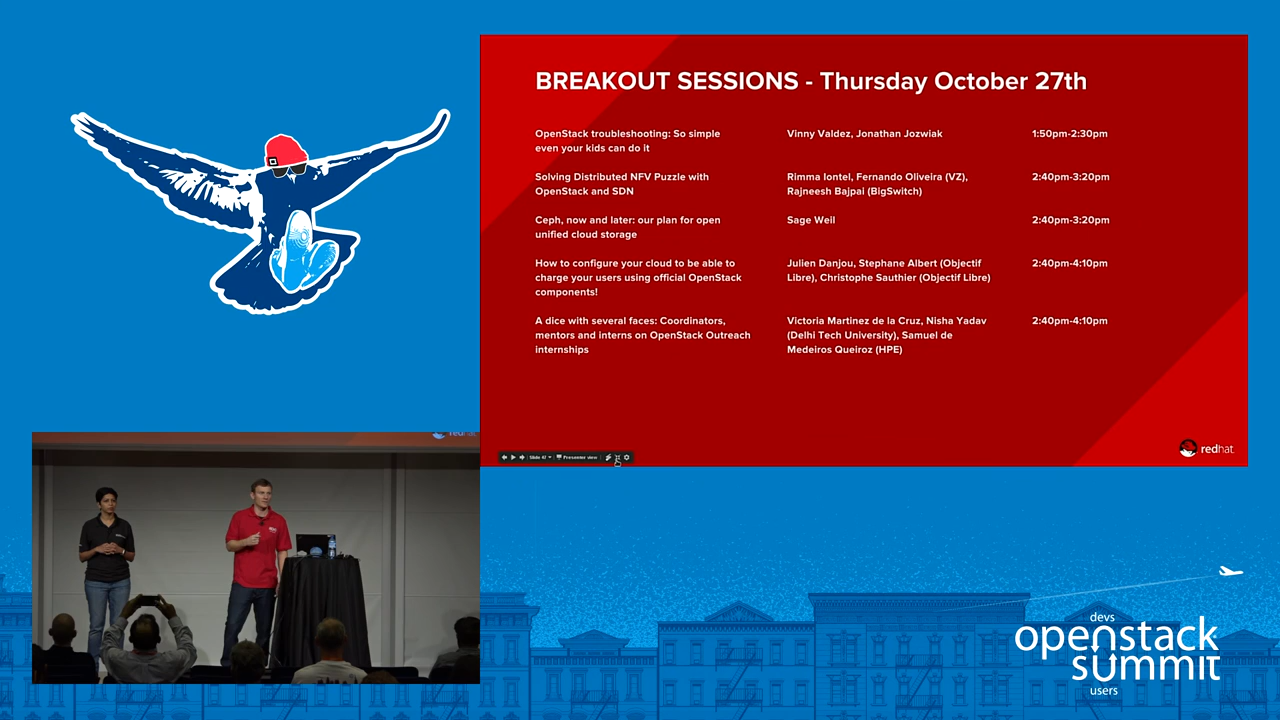 BREAKOUT SESSIONS - Thursday October 27th
OpenStack troubleshooting: So simple
even your kids can do it
Vinny Valdez, Jonathan Jozwiak
1:50pm-2:30pm
Solving Distributed NFV Puzzle with
OpenStack and SDN
Rimma Iontel, Fernando Oliveira (VZ),
Rajneesh Bajpai (BigSwitch)
2:40pm-3:20pm
Ceph, now and later: our plan for open
unified cloud storage
Sage Weil
2:40pm-3:20pm
How to configure your cloud to be able to
charge your users using official OpenStack
components!
Julien Danjou, Stephane Albert (Objectif
Libre), Christophe Sauthier (Objectif Libre)
2:40pm-4:10pm
A dice with several faces: Coordinators,
mentors and interns on OpenStack Outreach
internships
Victoria Martinez de la Cruz, Nisha Yadav
(Delhi Tech University), Samuel de
Medeiros Queiroz (HPE)
2:40pm-4:10pm
Presenter view
redhat
devs
openstack
summit
users